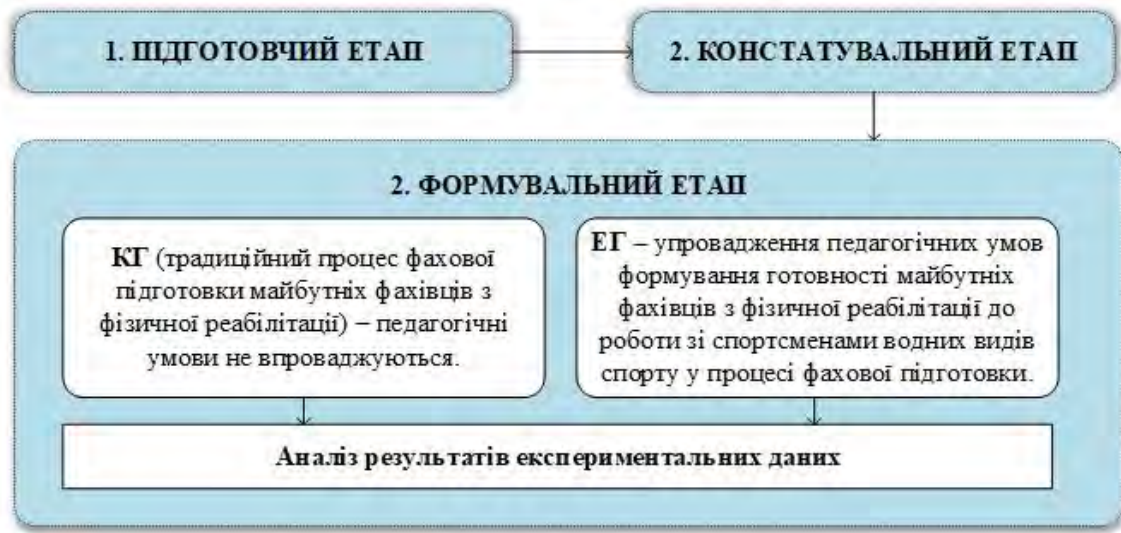 1. ПІДГОТОВЧИЙ ЕТАП
2. КОНСТАТУВАЛЬНИЙ ЕТАП
2. ФОРМУВАЛЬНИЙ ЕТАП
КГ (традиційний процес фахової
підготовки майбутніх фахівців з
фізичної реабілітації) – педагогічні
умови не впроваджуються.
ЕГ – упровадження педагогічних умов
формування готовності майбутніх
фахівців з фізичної реабілітації до
роботи зі спортсменами водних видів
спорту у процесі фахової підготовки.
Аналіз результатів експериментальних даних